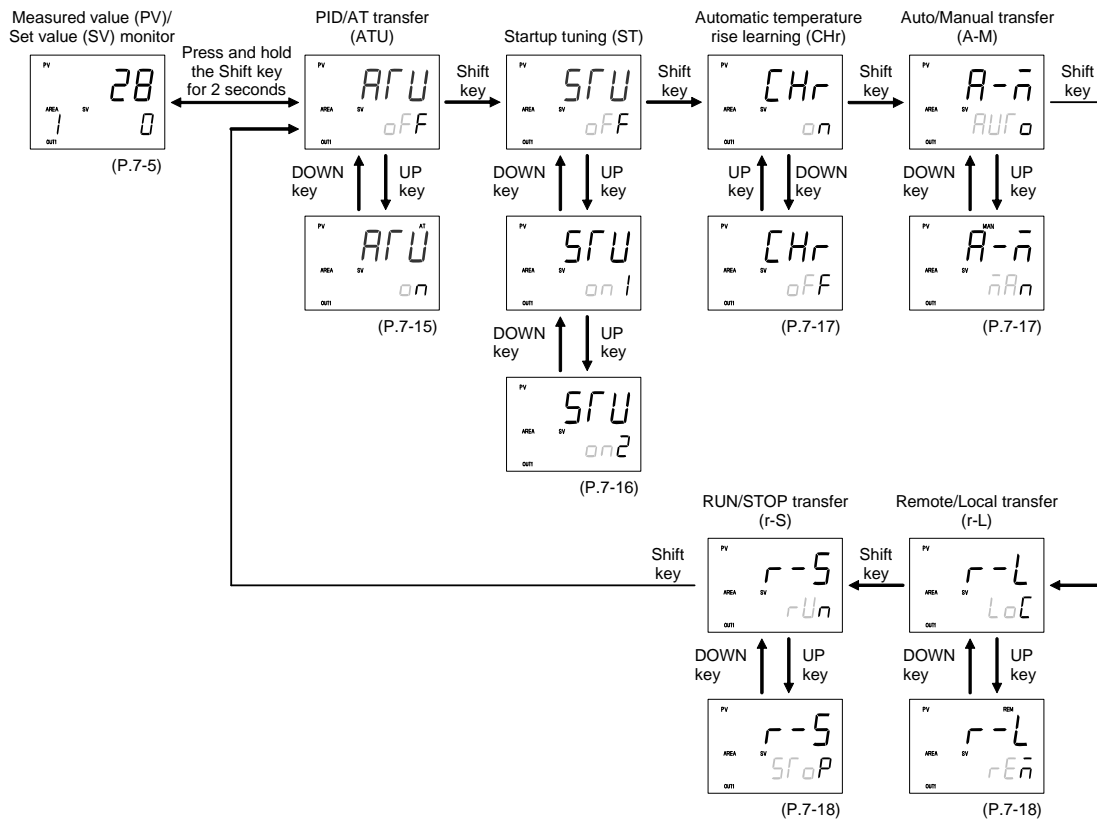 Measured value (PV)/
Set value (SV) monitor
PV
28
AREA
SV
1
0
OUT1
(P.7-5)
Press and hold
the Shift key
for 2 seconds
PID/AT transfer
(ATU)
PV
ATU
AREA
SV
oFF
OUT1
DOWN
key
UP
key
PV
AT
ATU
AREA
SV
on
OUT1
(P.7-15)
Shift
key
Startup tuning (ST)
PV
STU
AREA
SV
oFF
OUT1
DOWN
key
UP
key
PV
STU
AREA
SV
on1
OUT1
DOWN
key
UP
key
PV
STU
AREA
SV
on2
OUT1
(P.7-16)
Shift
key
Automatic temperature
rise learning (CHr)
PV
CHr
AREA
SV
on
OUT1
UP
key
DOWN
key
PV
CHr
AREA
SV
oFF
OUT1
(P.7-17)
Shift
key
Auto/Manual transfer
(A-M)
PV
A-M
AREA
SV
AUTo
OUT1
DOWN
key
UP
key
PV
MAN
A-M
AREA
SV
MAn
OUT1
(P.7-17)
Shift
key
Remote/Local transfer
(r-L)
PV
r-L
AREA
SV
LoC
OUT1
DOWN
key
UP
key
PV
REM
r-L
AREA
SV
rEM
OUT1
(P.7-18)
Shift
key
RUN/STOP transfer
(r-S)
PV
r-S
AREA
SV
rUn
OUT1
DOWN
key
UP
key
PV
r-S
AREA
SV
SToP
OUT1
(P.7-18)
Shift
key